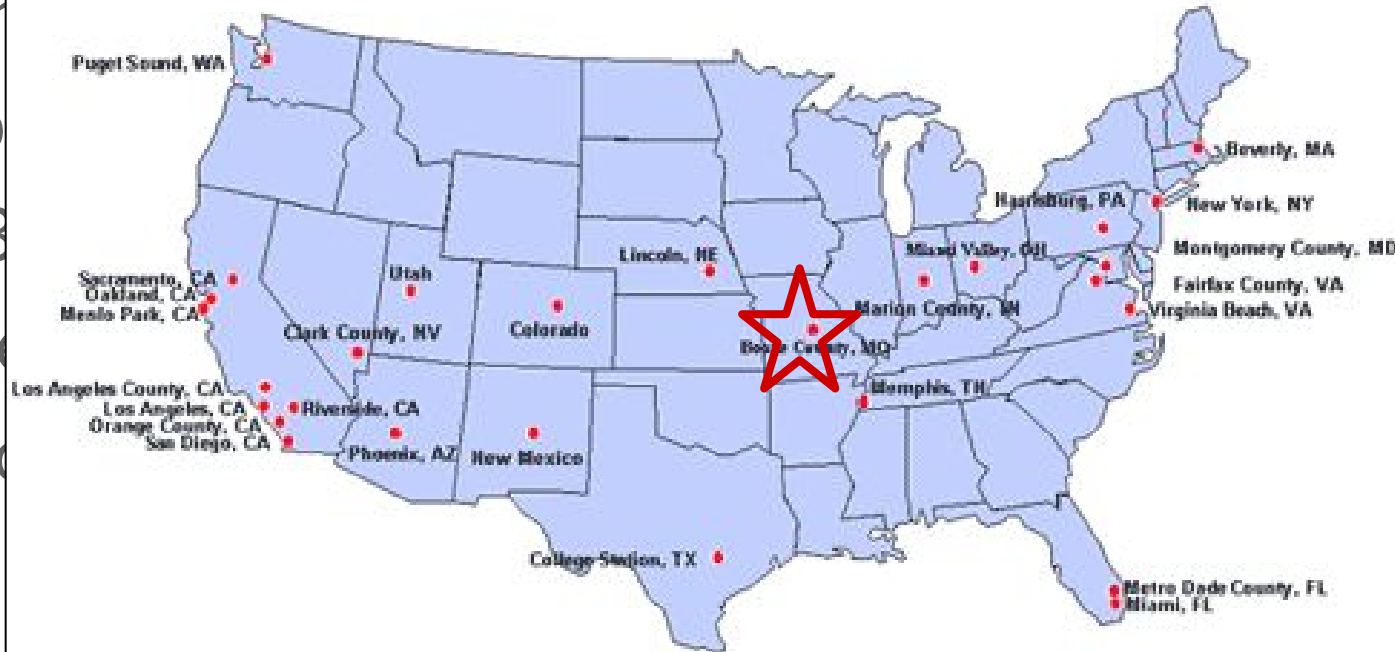 Puget Sound, WA
Beverly, MA
Harrisburg, PA
New York, NY
Miami Valley, OH
Montgomery County, MD
Lincoln, NE
Utah
Sacramento, CA
Fairfax County, VA
Oakland, CA
Menlo Park, CA
Marion County, IN
Virginia Beach, VA
Colorado
Clark County, NV
Boone County, MO
Los Angeles County, CA
Memphis, TN
Los Angeles, CA
Riverside, CA
Orange County, CA
San Diego, CA
Phoenix, AZ
New Mexico
College Station, TX
Metro Dade County, FL
Miami, FL